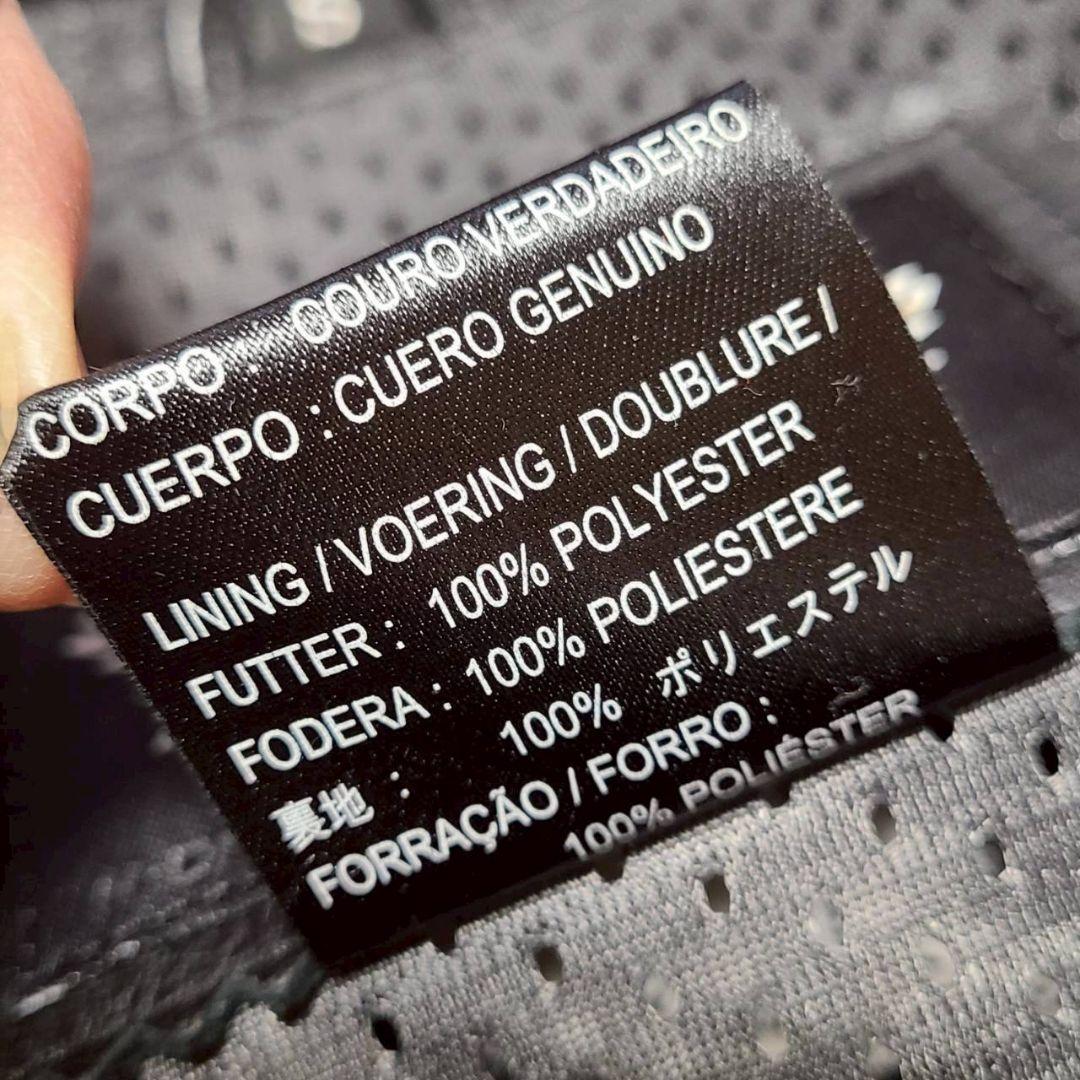 CORPO : COURO VERDADEIRO
CUERPO : CUERO GENUINO
LINING / VOERING / DOUBLURE /
FUTTER : 100% POLYESTER
FODERA : 100% POLIESTERE
裏地 : 100% ポリエステル
FORRAÇÃO / FORRO :
100% POLIÉSTER